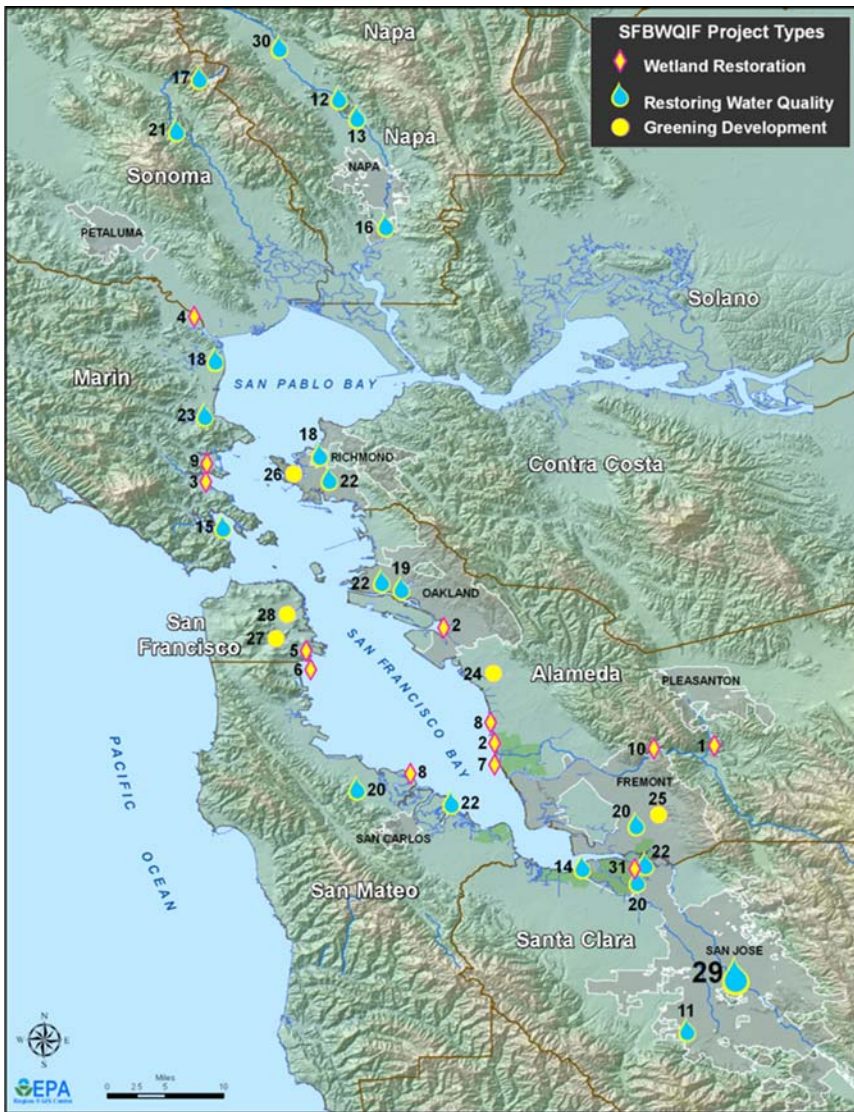 SFBWQIF Project Types
Wetland Restoration
Restoring Water Quality
Greening Development
30
Napa
17
12
13
Napa
21
NAPA
Sonoma
16
PETALUMA
Solano
4
18
Marin
SAN PABLO BAY
23
18
RICHMOND
9
26
22
Contra Costa
3
15
22
19
OAKLAND
28
2
San
Francisco
27
5
6
SAN FRANCISCO BAY
24
Alameda
PLEASANTON
8
2
10
1
7
8
FREMONT
20
22
25
20
SAN CARLOS
PACIFIC OCEAN
14
31
22
20
San Mateo
Santa Clara
SAN JOSE
29
11
N
W
E
S
Miles
0
2.5
5
10
EPA
Region 9 GIS Center